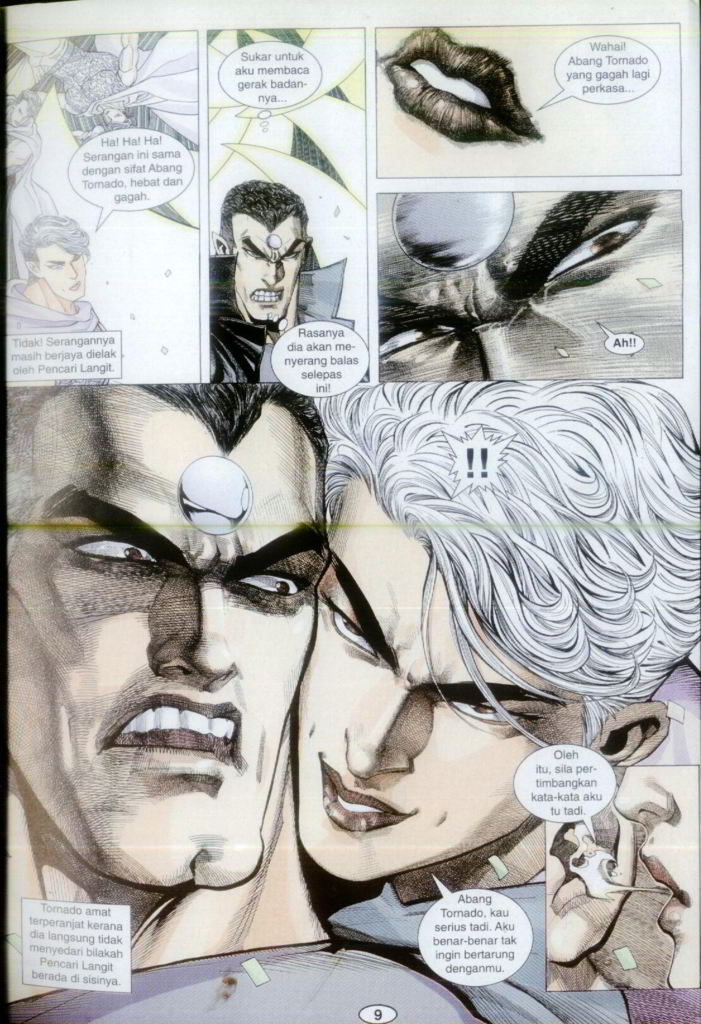 Ha! Ha! Ha!
Serangan ini sama
dengan sifat Abang
Tornado, hebat dan
gagah.
Tidak! Serangannya
masih berjaya dielak
oleh Pencari Langit.
Sukar untuk
aku membaca
gerak badan-
nya...
Rasanya
dia akan me-
nyerang balas
selepas
ini!
Wahai!
Abang Tornado
yang gagah lagi
perkasa...
Ah!!
!!
Oleh
itu, sila per-
timbangkan
kata-kata aku
tu tadi.
Abang
Tornado, kau
serius tadi. Aku
benar-benar tak
ingin bertarung
denganmu.
Tornado amat
terperanjat kerana
dia langsung tidak
menyedari bilakah
Pencari Langit
berada di sisinya.
9